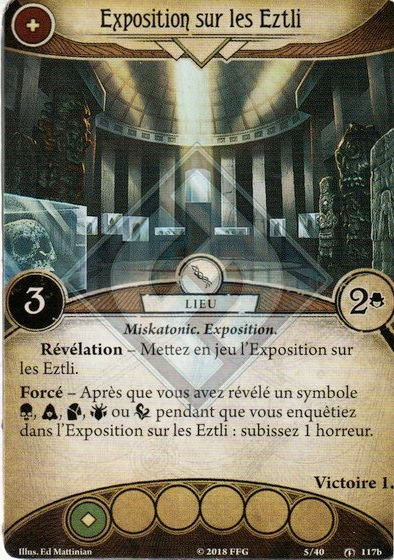 Exposition sur les Eztli
3
LIEU
2
Miskatonic. Exposition.
Révélation – Mettez en jeu l'Exposition sur
les Eztli.
Forcé – Après que vous avez révélé un symbole
, , , ou pendant que vous enquêtiez
dans l'Exposition sur les Eztli : subissez 1 horreur.
Victoire 1.
Illus. Ed Mattinian
© 2018 FFG
5/40
117b